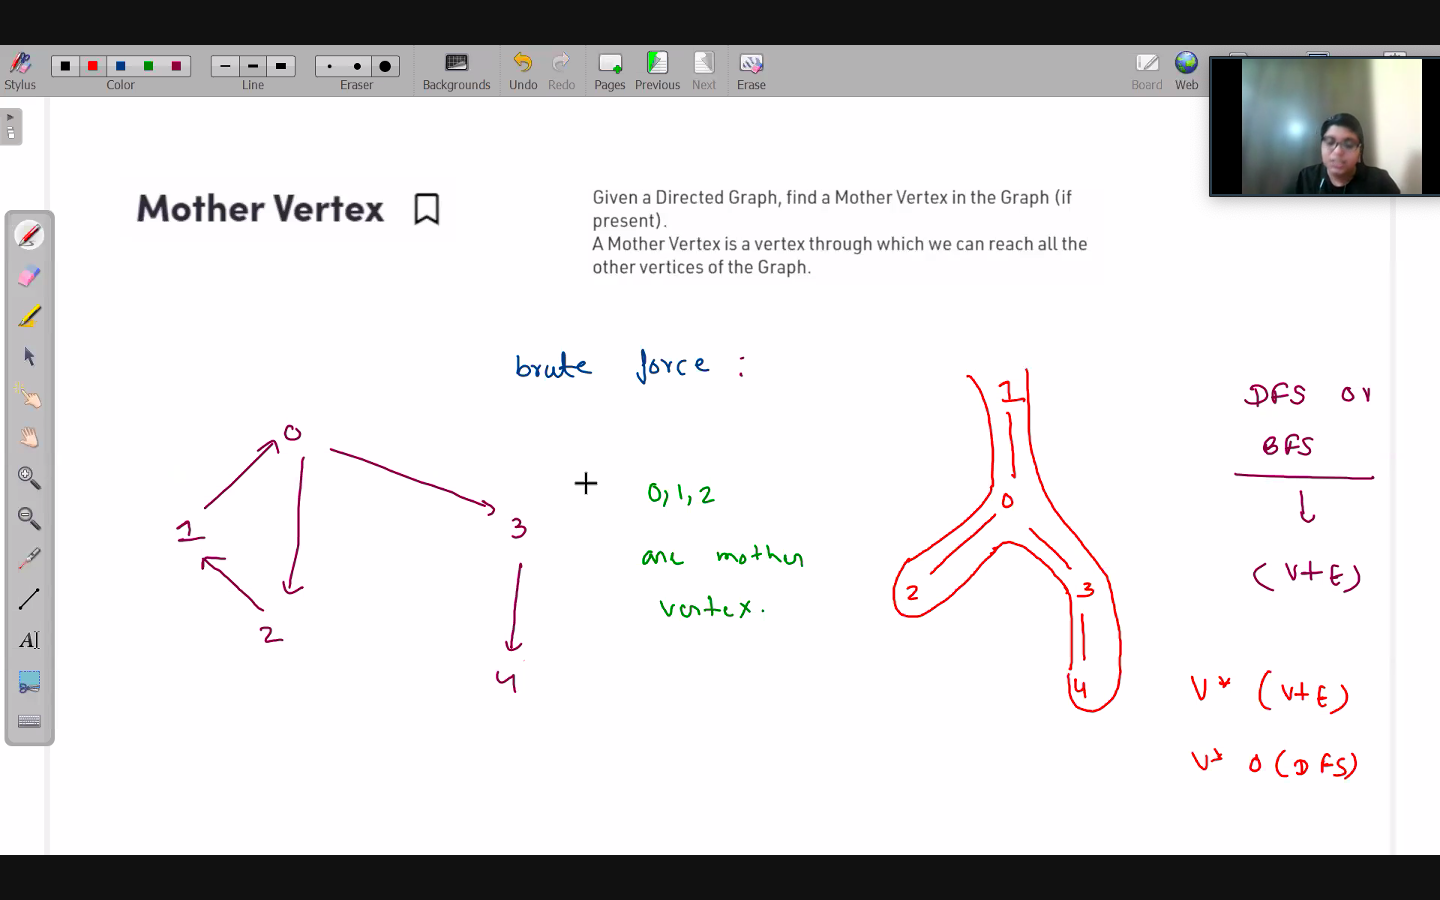 Stylus
Color
Line
Eraser
Backgrounds
Undo
Redo
Pages
Previous
Next
Erase
Board
Web
Mother Vertex
Given a Directed Graph, find a Mother Vertex in the Graph (if
present).
A Mother Vertex is a vertex through which we can reach all the
other vertices of the Graph.
brute force :
0
1
3
2
4
0, 1, 2
are mother
vertex.
1
0
2
3
4
DFS or
BFS
(V+E)
V* (V+E)
V* O(DFS)
A